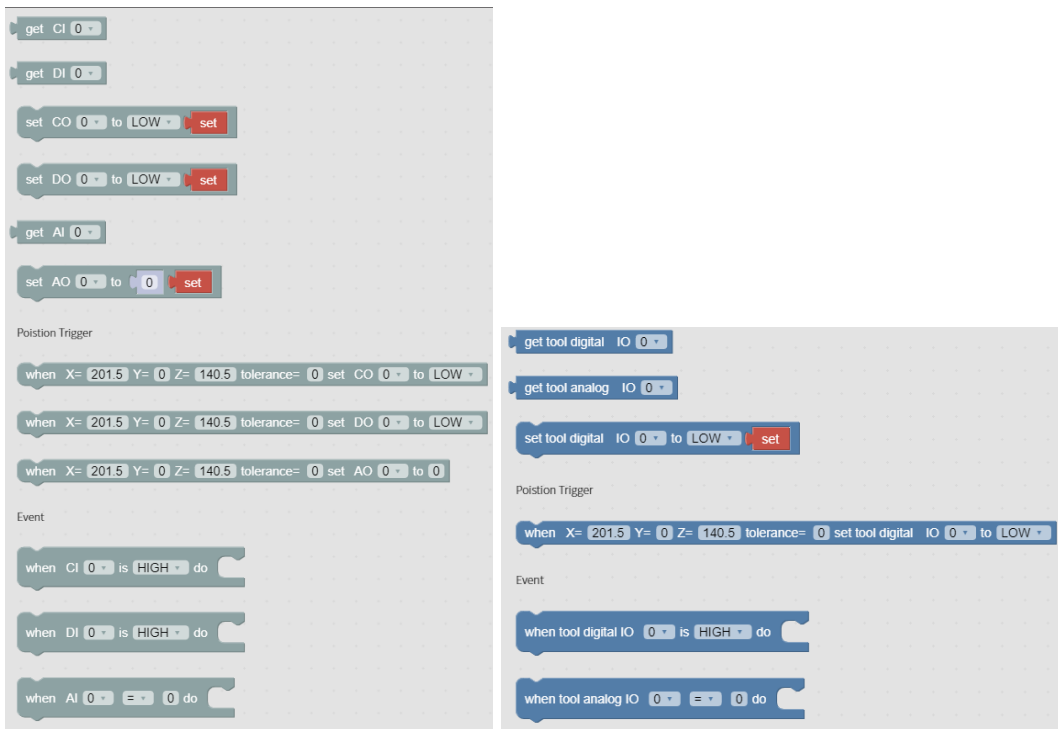 get CI 0
get DI 0
set CO 0 to LOW set
set DO 0 to LOW set
get AI 0
set AO 0 to 0 set
Poistion Trigger
when X= 201.5 Y= 0 Z= 140.5 tolerance= 0 set CO 0 to LOW
when X= 201.5 Y= 0 Z= 140.5 tolerance= 0 set DO 0 to LOW
when X= 201.5 Y= 0 Z= 140.5 tolerance= 0 set AO 0 to 0
Event
when CI 0 is HIGH do
when DI 0 is HIGH do
when AI 0 = 0 do
get tool digital IO 0
get tool analog IO 0
set tool digital IO 0 to LOW set
Poistion Trigger
when X= 201.5 Y= 0 Z= 140.5 tolerance= 0 set tool digital IO 0 to LOW
Event
when tool digital IO 0 is HIGH do
when tool analog IO 0 = 0 do